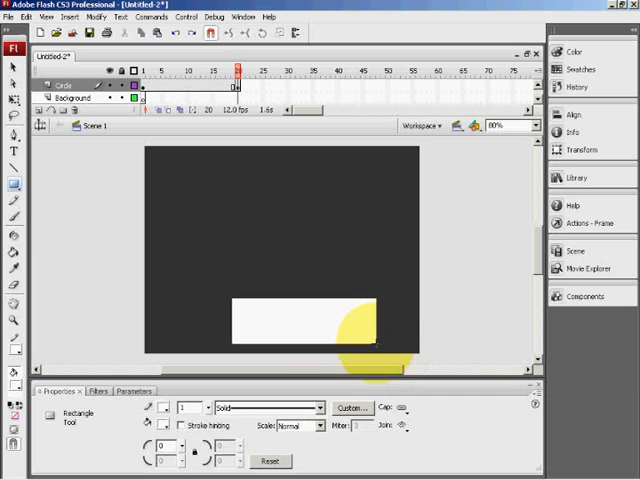 Adobe Flash CS3 Professional - [Untitled-2*]
File Edit View Insert Modify Text Commands Control Debug Window Help
Fl
Untitled-2*
1 5 10 15 20 25 30 35 40 45 50 55 60 65 70 75
Circle
Background
20 12.0 fps 1.6s
Scene 1
Workspace
80%
Color
Swatches
History
Align
Info
Transform
Library
Help
Actions - Frame
Scene
Movie Explorer
Components
Properties × Filters Parameters
Rectangle Tool
1
Solid
Custom...
Cap:
Stroke hinting
Scale: Normal
Miter: 3
Join:
0 0
0 0
Reset